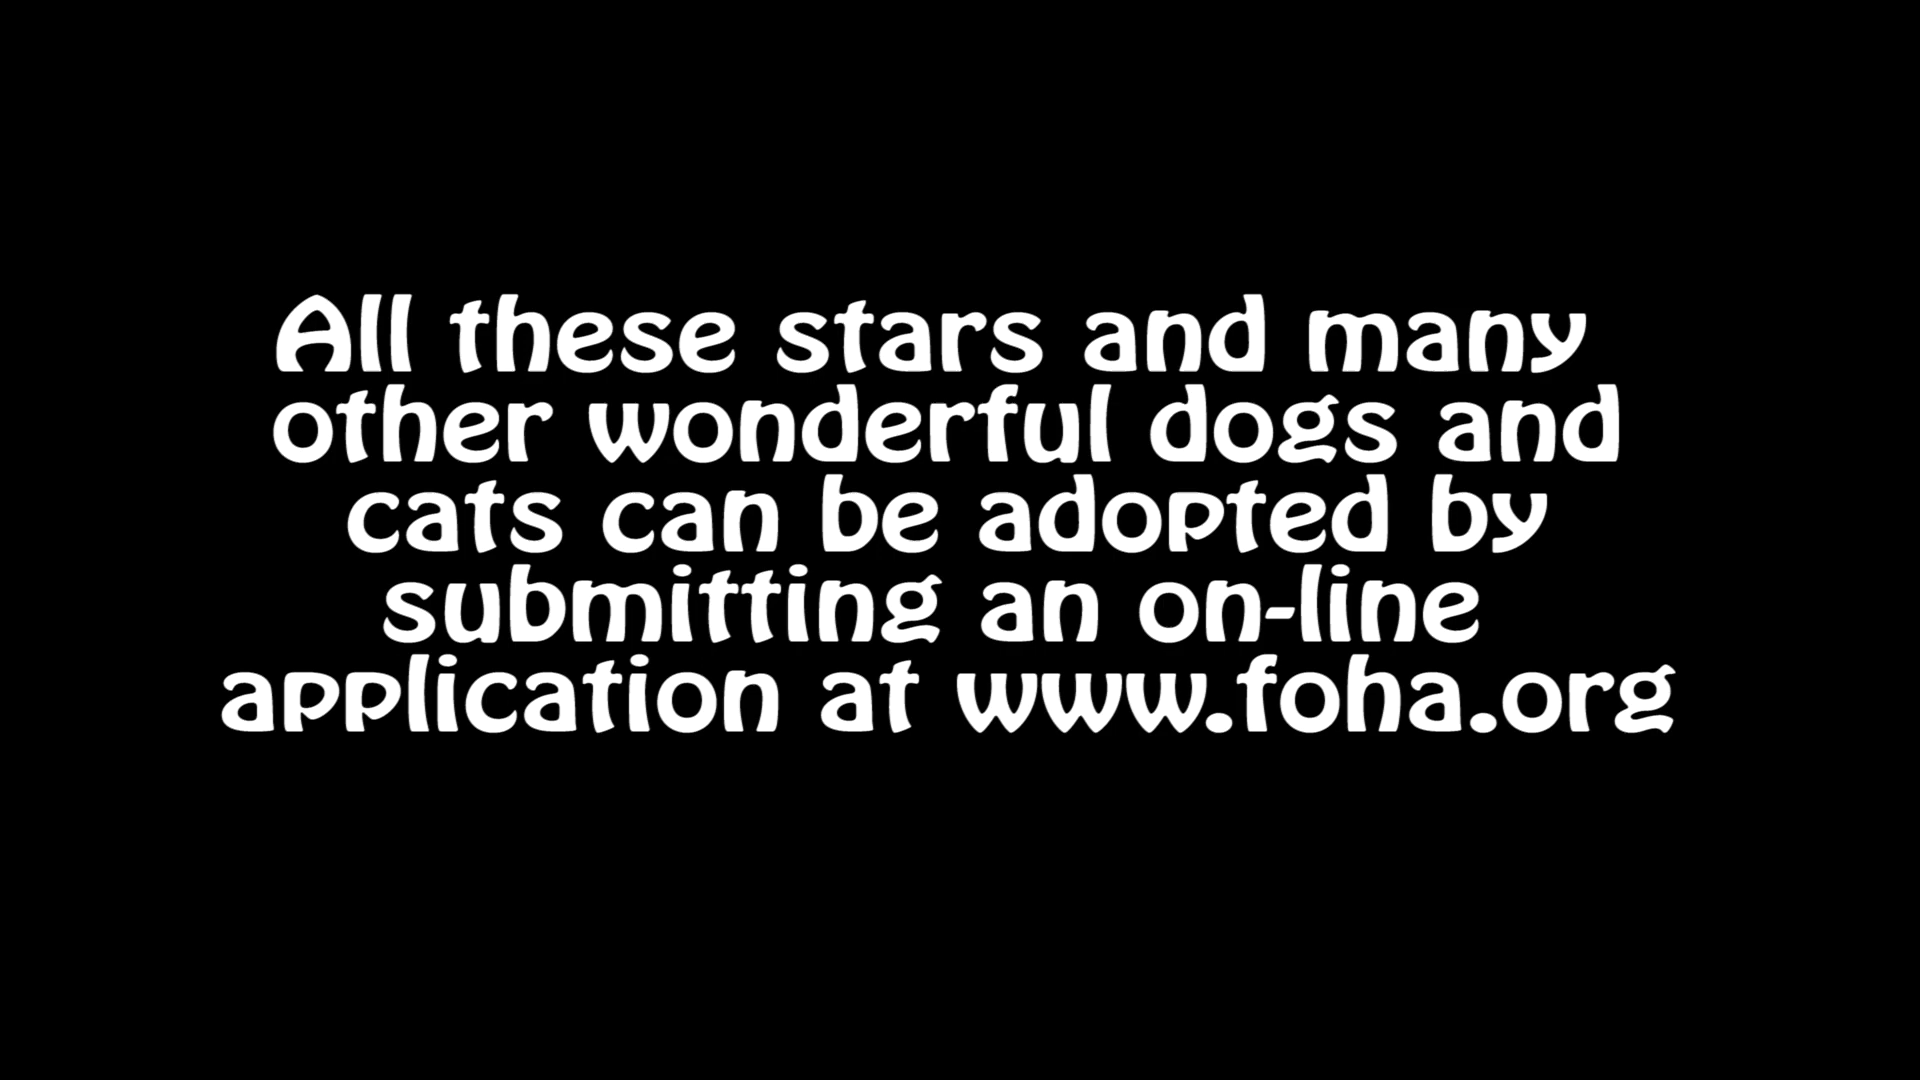 All these stars and many
other wonderful dogs and
cats can be adopted by
submitting an on-line
application at www.foha.org